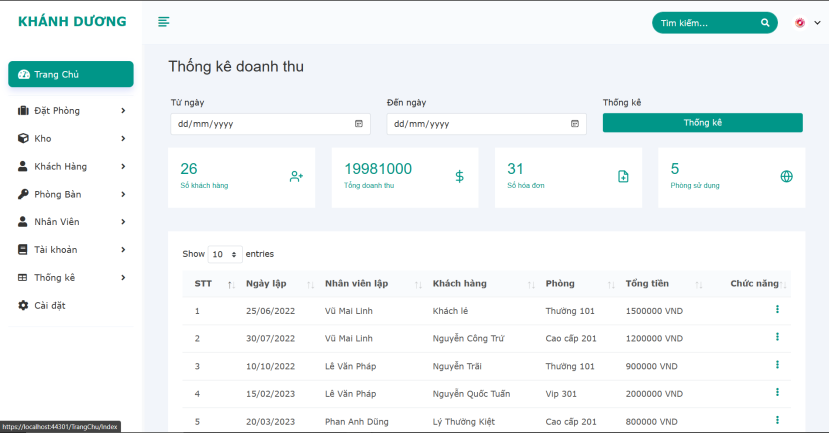 KHÁNH DƯƠNG
Tìm kiếm...
Trang Chủ
Đặt Phòng
Kho
Khách Hàng
Phòng Bàn
Nhân Viên
Tài khoản
Thống kê
Cài đặt
Thống kê doanh thu
Từ ngày Đến ngày Thống kê
dd/mm/yyyy dd/mm/yyyy Thống kê
26 19981000 31 5
Số khách hàng Tổng doanh thu Số hóa đơn Phòng sử dụng
Show 10 entries
STT Ngày lập Nhân viên lập Khách hàng Phòng Tổng tiền Chức năng
1 25/06/2022 Vũ Mai Linh Khách lẻ Thường 101 1500000 VND
2 30/07/2022 Vũ Mai Linh Nguyễn Công Trứ Cao cấp 201 1200000 VND
3 10/10/2022 Lê Văn Pháp Nguyễn Trãi Thường 101 900000 VND
4 15/02/2023 Lê Văn Pháp Nguyễn Quốc Tuấn Vip 301 2000000 VND
5 20/03/2023 Phan Anh Dũng Lý Thường Kiệt Cao cấp 201 800000 VND
https://localhost:44301/TrangChu/Index